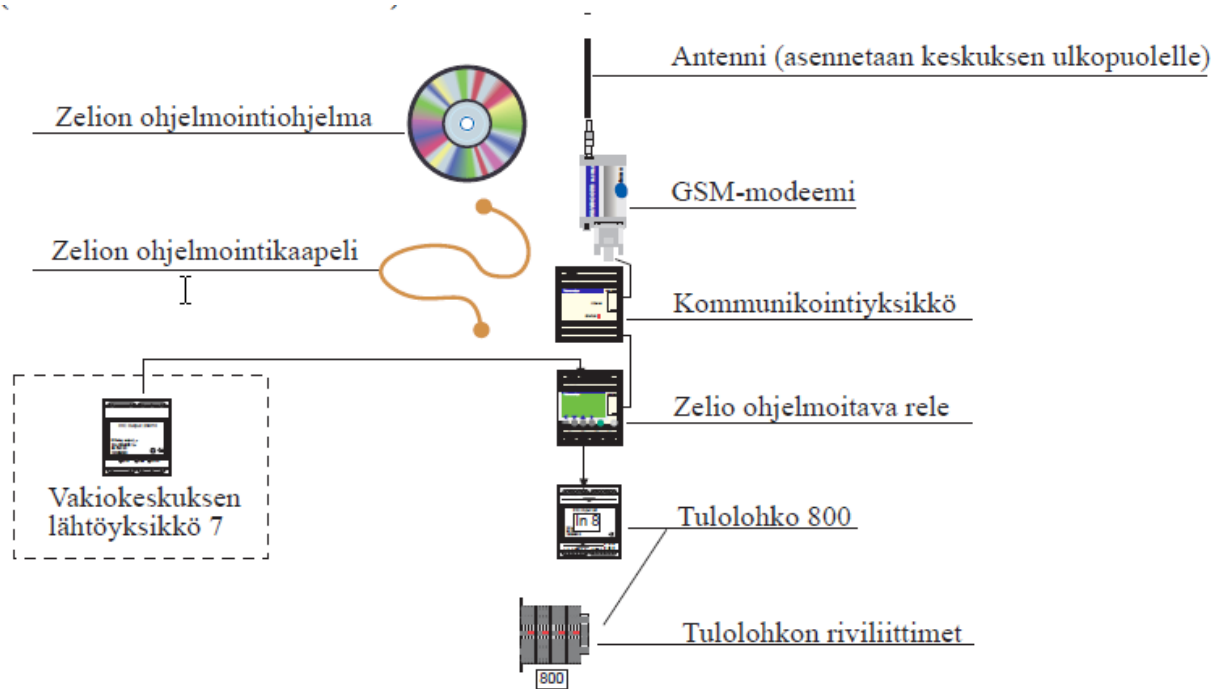 Antenni (asennetaan keskuksen ulkopuolelle)
Zelion ohjelmointiohjelma
GSM-modeemi
Zelion ohjelmointikaapeli
Kommunikointiyksikkö
Zelio ohjelmoitava rele
Vakiokeskuksen
lähtöyksikkö 7
In 8
Tulolohko 800
Tulolohkon riviliittimet
800